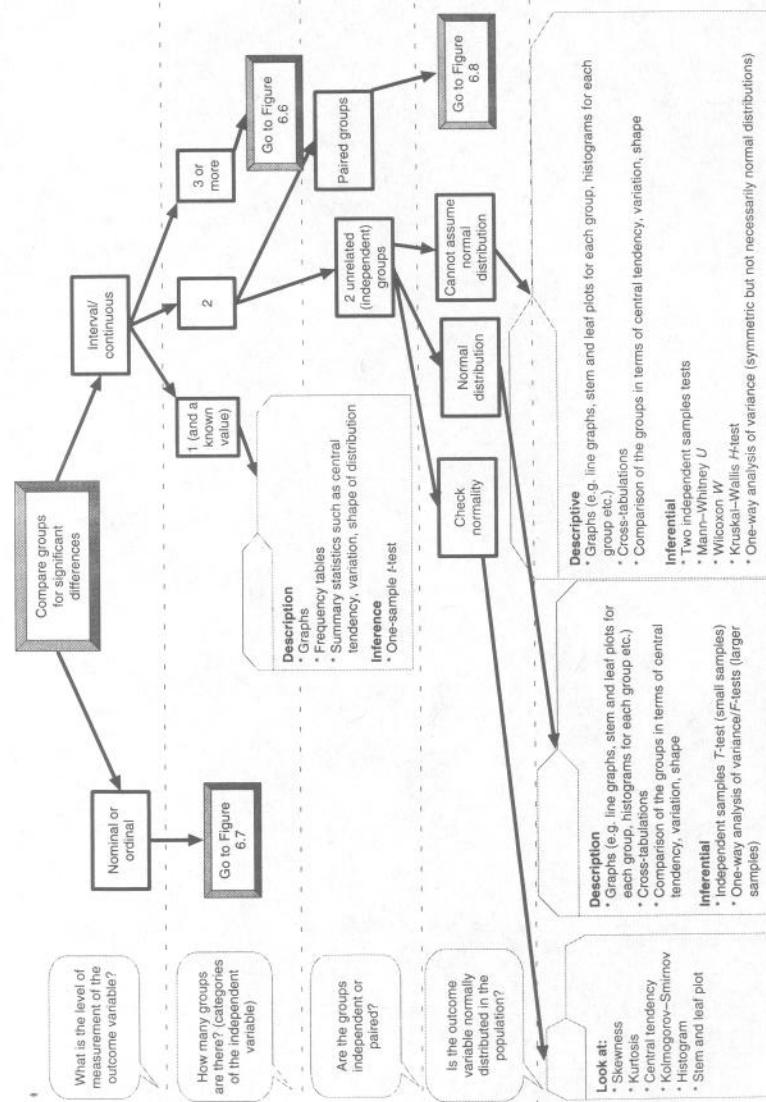 Compare groups
for significant
differences
What is the level of
measurement of the
outcome variable?
Nominal or
ordinal
Interval/
continuous
How many groups
are there? (categories
of the independent
variable)
Go to Figure
6.7
1 (and a
known
value)
2
3 or
more
Go to Figure
6.6
Description
* Graphs
* Frequency tables
* Summary statistics such as central
tendency, variation, shape of distribution
Inference
* One-sample t-test
Are the groups
independent or
paired?
2 unrelated
(independent)
groups
Paired groups
Is the outcome
variable normally
distributed in the
population?
Check
normality
Normal
distribution
Cannot assume
normal
distribution
Go to Figure
6.8
Look at:
* Skewness
* Kurtosis
* Central tendency
* Kolmogorov–Smirnov
* Histogram
* Stem and leaf plot
Description
* Graphs (e.g. line graphs, stem and leaf plots for
each group, histograms for each group etc.)
* Cross-tabulations
* Comparison of the groups in terms of central
tendency, variation, shape
Inferential
* Independent samples T-test (small samples)
* One-way analysis of variance/F-tests (larger
samples)
Descriptive
* Graphs (e.g. line graphs, stem and leaf plots for each group, histograms for each
group etc.)
* Cross-tabulations
* Comparison of the groups in terms of central tendency, variation, shape
Inferential
* Two independent samples tests
* Mann–Whitney U
* Wilcoxon W
* Kruskal–Wallis H-test
* One-way analysis of variance (symmetric but not necessarily normal distributions)